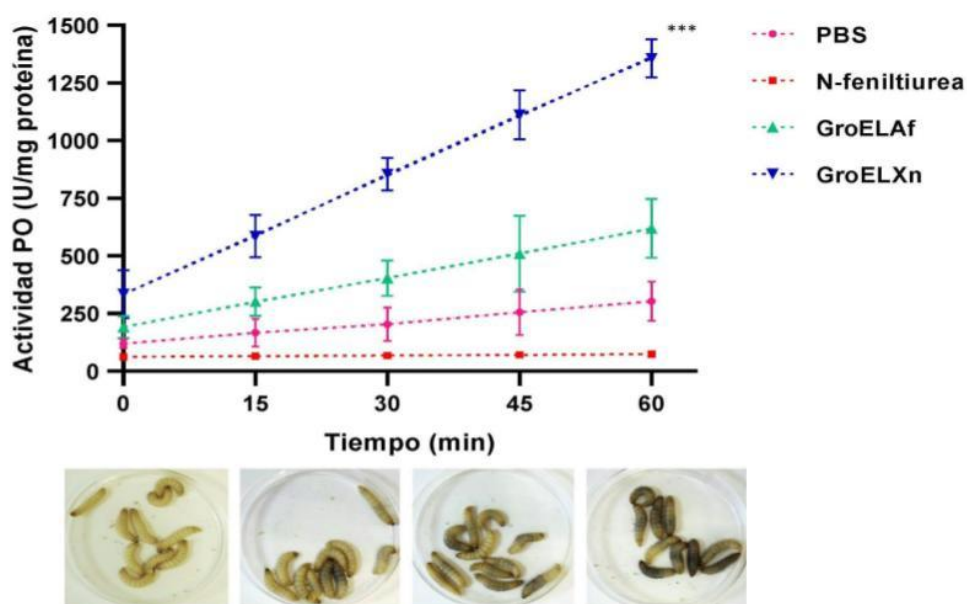 1500
1250
1000
750
500
250
0
Actividad PO (U/mg proteína)
0 15 30 45 60
Tiempo (min)
***
PBS
N-feniltiurea
GroELAf
GroELXn